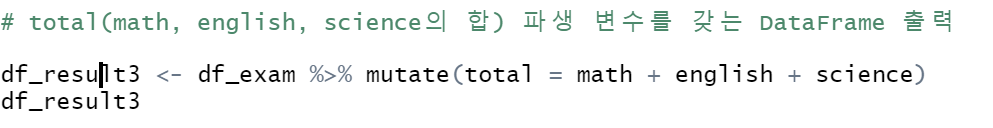 # total(math, english, science의 합) 파생 변수를 갖는 DataFrame 출력
df_result3 <- df_exam %>% mutate(total = math + english + science)
df_result3